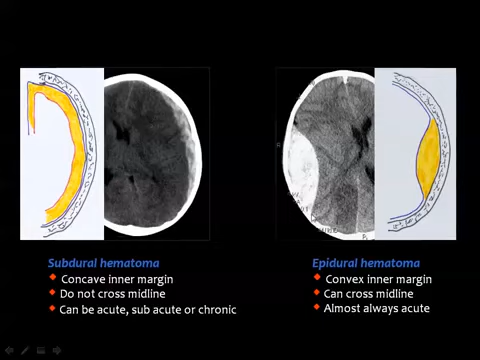 Subdural hematoma
Concave inner margin
Do not cross midline
Can be acute, sub acute or chronic
Epidural hematoma
Convex inner margin
Can cross midline
Almost always acute